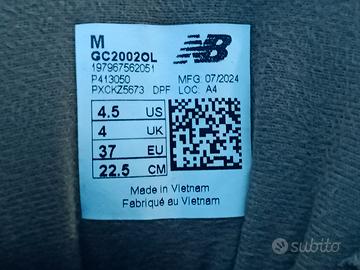 M
NB
GC2002OL
197967562051
P413050 MFG. 07/2024
PXCKZ5673 DPF LOC. A4
4.5 US
4 UK
37 EU
22.5 CM
Made in Vietnam
Fabriqué au Vietnam
subito